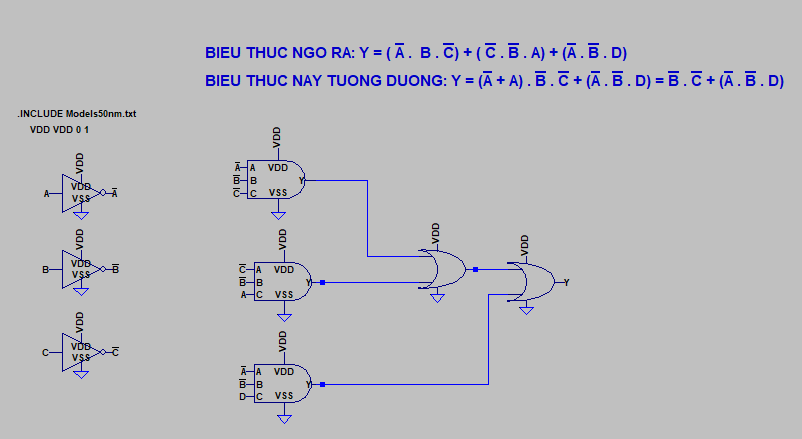 BIEU THUC NGO RA: Y = ( A̅ . B . C̅) + ( C̅ . B̅ . A) + (A̅ . B̅ . D)
BIEU THUC NAY TUONG DUONG: Y = (A̅ + A) . B̅ . C̅ + (A̅ . B̅ . D) = B̅ . C̅ + (A̅ . B̅ . D)
.INCLUDE Models50nm.txt
VDD VDD 0 1
VDD
A VDD A̅
VSS
VDD
B VDD B̅
VSS
VDD
C VDD C̅
VSS
VDD
A̅ A VDD
B̅ B Y
C̅ C VSS
VDD
C̅ A VDD
B̅ B Y
A C VSS
VDD
A̅ A VDD
B̅ B Y
D C VSS
VDD
VDD
Y